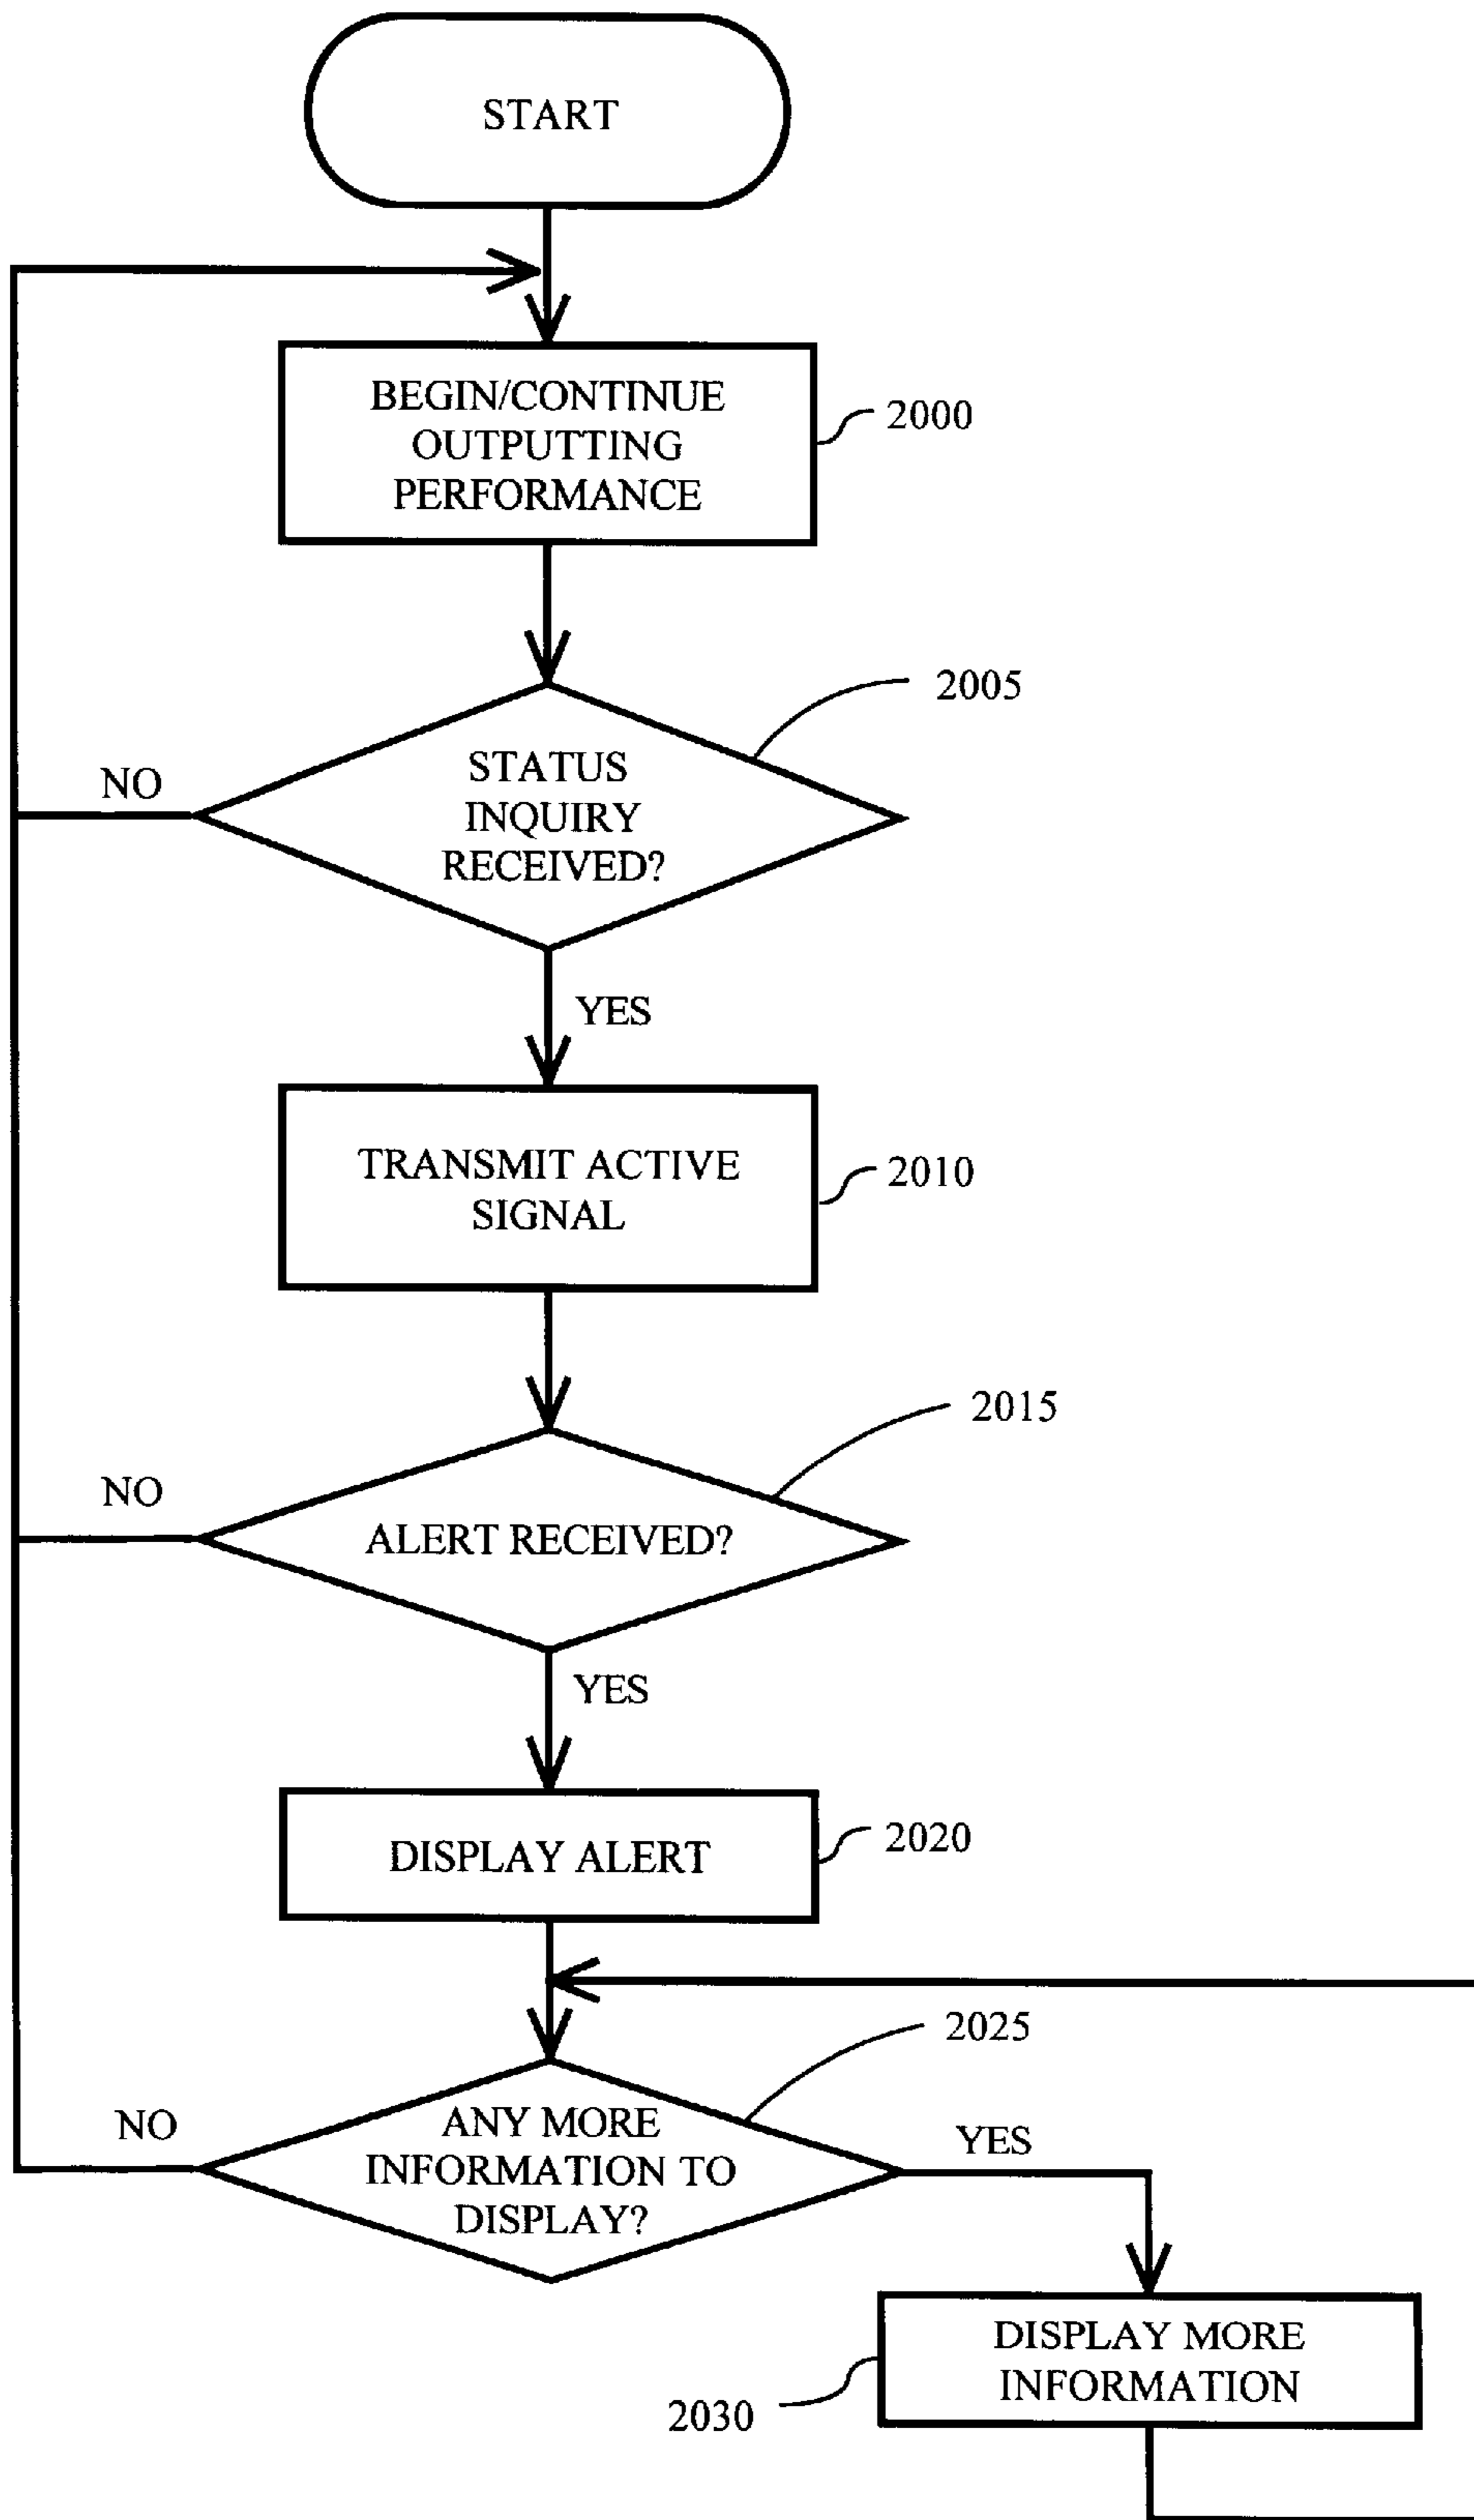 START
BEGIN/CONTINUE
OUTPUTTING
PERFORMANCE
2000
2005
STATUS
INQUIRY
RECEIVED?
NO
YES
TRANSMIT ACTIVE
SIGNAL
2010
2015
NO
ALERT RECEIVED?
YES
DISPLAY ALERT
2020
2025
NO
ANY MORE
INFORMATION TO
DISPLAY?
YES
DISPLAY MORE
INFORMATION
2030